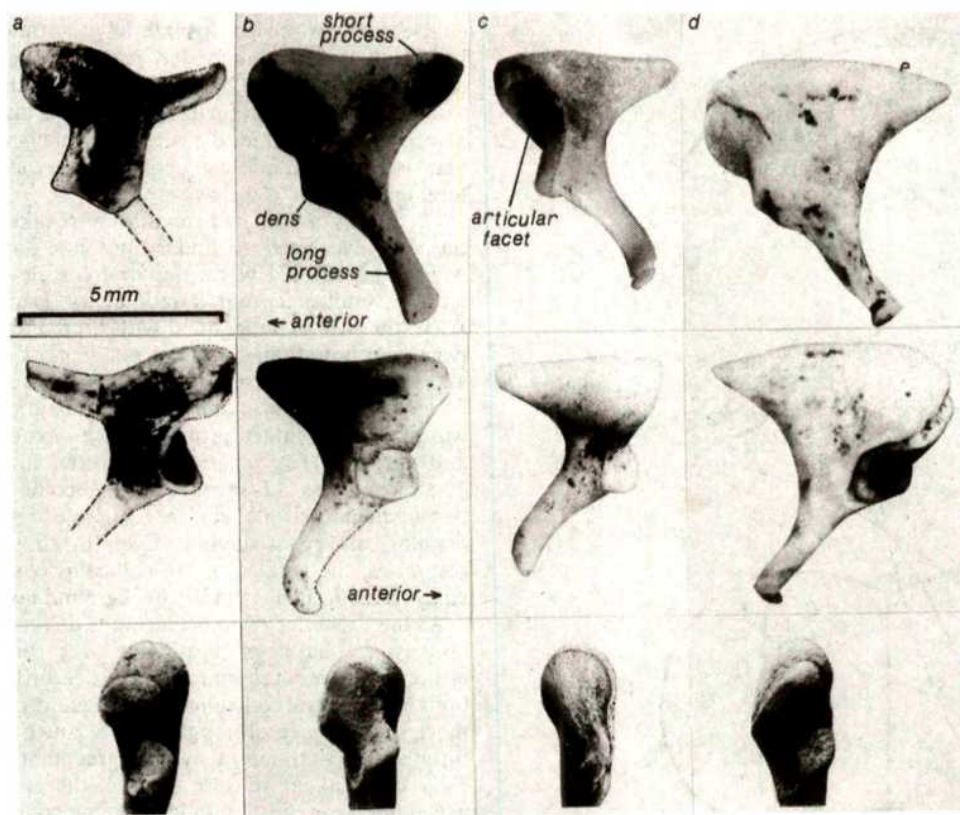 a
b
short
process
c
d
e
dens
articular
facet
long
process
5mm
← anterior
anterior →